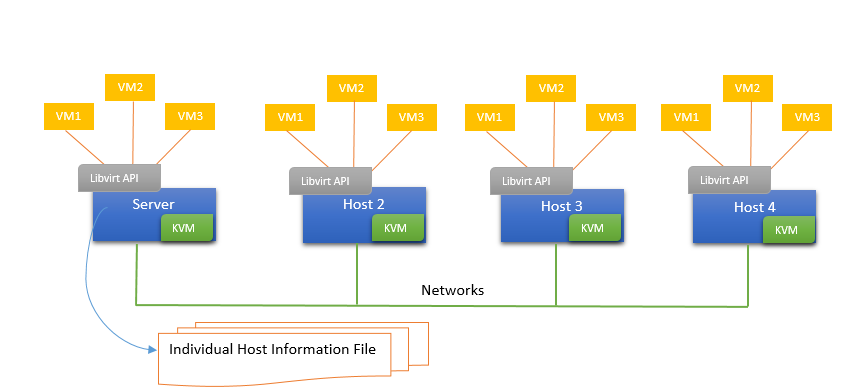 VM2
VM1
VM3
Libvirt API
Server
KVM
VM2
VM1
VM3
Libvirt API
Host 2
KVM
VM2
VM1
VM3
Libvirt API
Host 3
KVM
VM2
VM1
VM3
Libvirt API
Host 4
KVM
Networks
Individual Host Information File